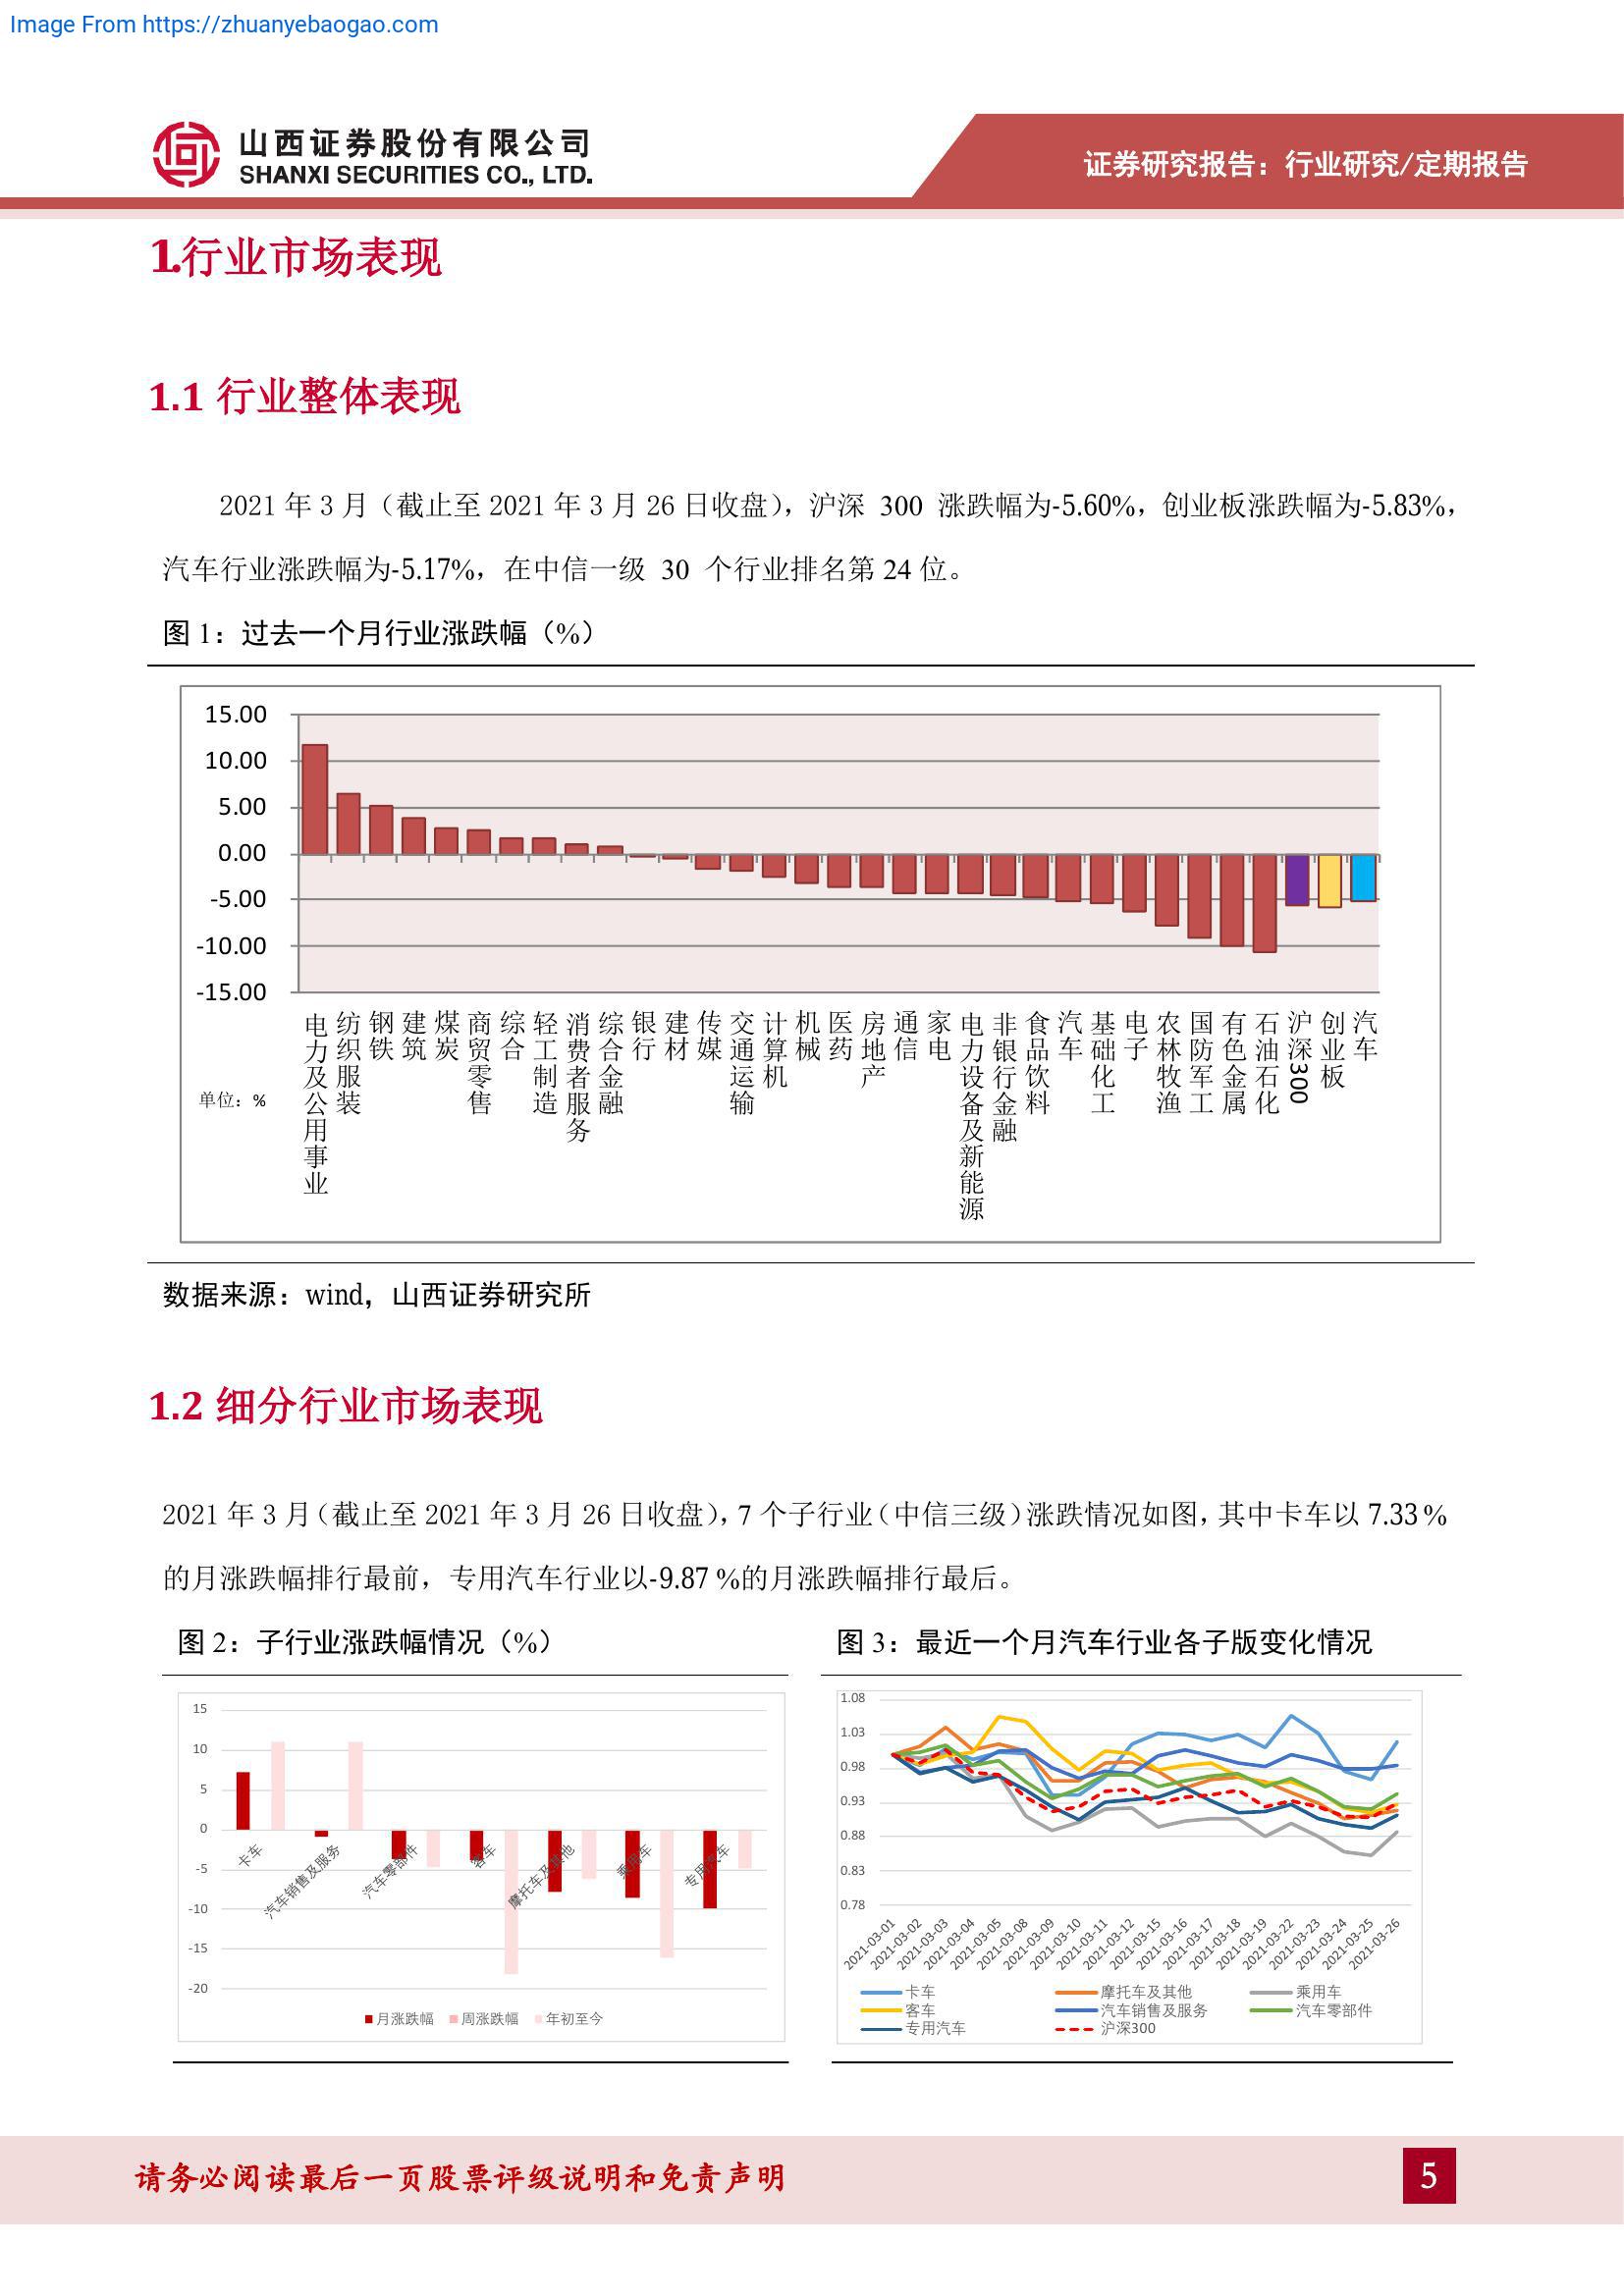 Image From https://zhuanyebaogao.com
山西证券股份有限公司
SHANXI SECURITIES CO., LTD.
证券研究报告：行业研究/定期报告
1.行业市场表现
1.1 行业整体表现
2021 年 3 月（截止至 2021 年 3 月 26 日收盘），沪深 300 涨跌幅为-5.60%，创业板涨跌幅为-5.83%，
汽车行业涨跌幅为-5.17%，在中信一级 30 个行业排名第 24 位。
图 1：过去一个月行业涨跌幅（%）
15.00
10.00
5.00
0.00
-5.00
-10.00
-15.00
单位：%
电力及公用事业
纺织服装
钢铁
建筑
煤炭
商贸零售
综合
轻工制造
消费者服务
综合金融
银行
建材
传媒
交通运输
计算机
机械
医药
房地产
通信
家电
电力设备及新能源
非银行金融
食品饮料
汽车
基础化工
电子
农林牧渔
国防军工
有色金属
石油石化
沪深300
创业板
汽车
数据来源：wind，山西证券研究所
1.2 细分行业市场表现
2021 年 3 月（截止至 2021 年 3 月 26 日收盘），7 个子行业（中信三级）涨跌情况如图，其中卡车以 7.33 %
的月涨跌幅排行最前，专用汽车行业以-9.87 %的月涨跌幅排行最后。
图 2：子行业涨跌幅情况（%）
15
10
5
0
-5
-10
-15
-20
卡车
汽车销售及服务
汽车零部件
客车
摩托车及其他
乘用车
专用汽车
月涨跌幅 周涨跌幅 年初至今
图 3：最近一个月汽车行业各子版变化情况
1.08
1.03
0.98
0.93
0.88
0.83
0.78
2021-03-01
2021-03-02
2021-03-03
2021-03-04
2021-03-05
2021-03-08
2021-03-09
2021-03-10
2021-03-11
2021-03-12
2021-03-15
2021-03-16
2021-03-17
2021-03-18
2021-03-19
2021-03-22
2021-03-23
2021-03-24
2021-03-25
2021-03-26
卡车 摩托车及其他 乘用车
客车 汽车销售及服务 汽车零部件
专用汽车 沪深300
请务必阅读最后一页股票评级说明和免责声明
5